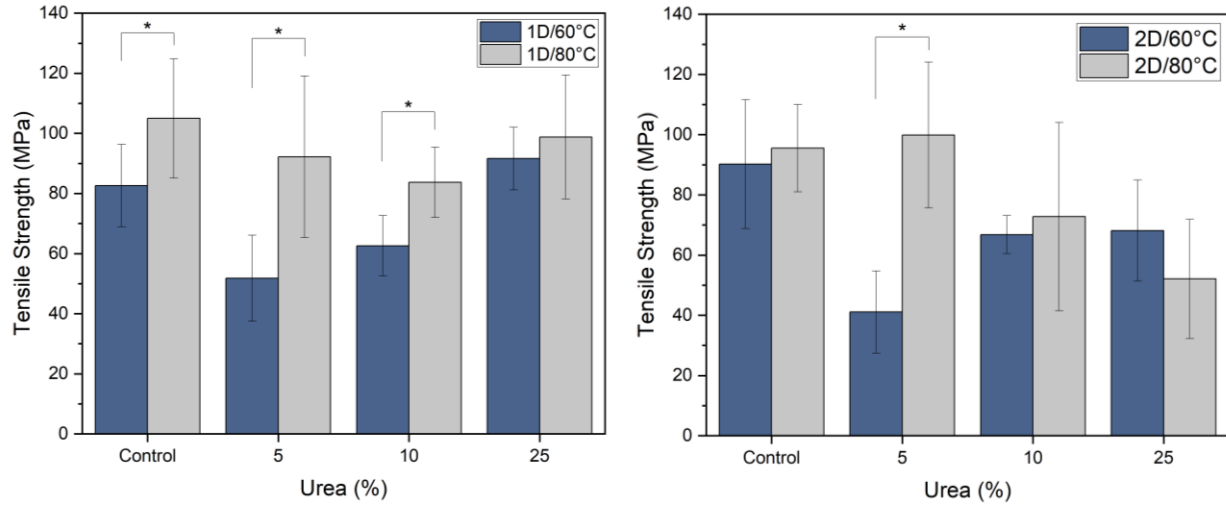 140
120
100
80
60
40
20
0
Tensile Strength (MPa)
*
*
*
1D/60°C
1D/80°C
Control 5 10 25
Urea (%)
140
120
100
80
60
40
20
0
Tensile Strength (MPa)
*
2D/60°C
2D/80°C
Control 5 10 25
Urea (%)